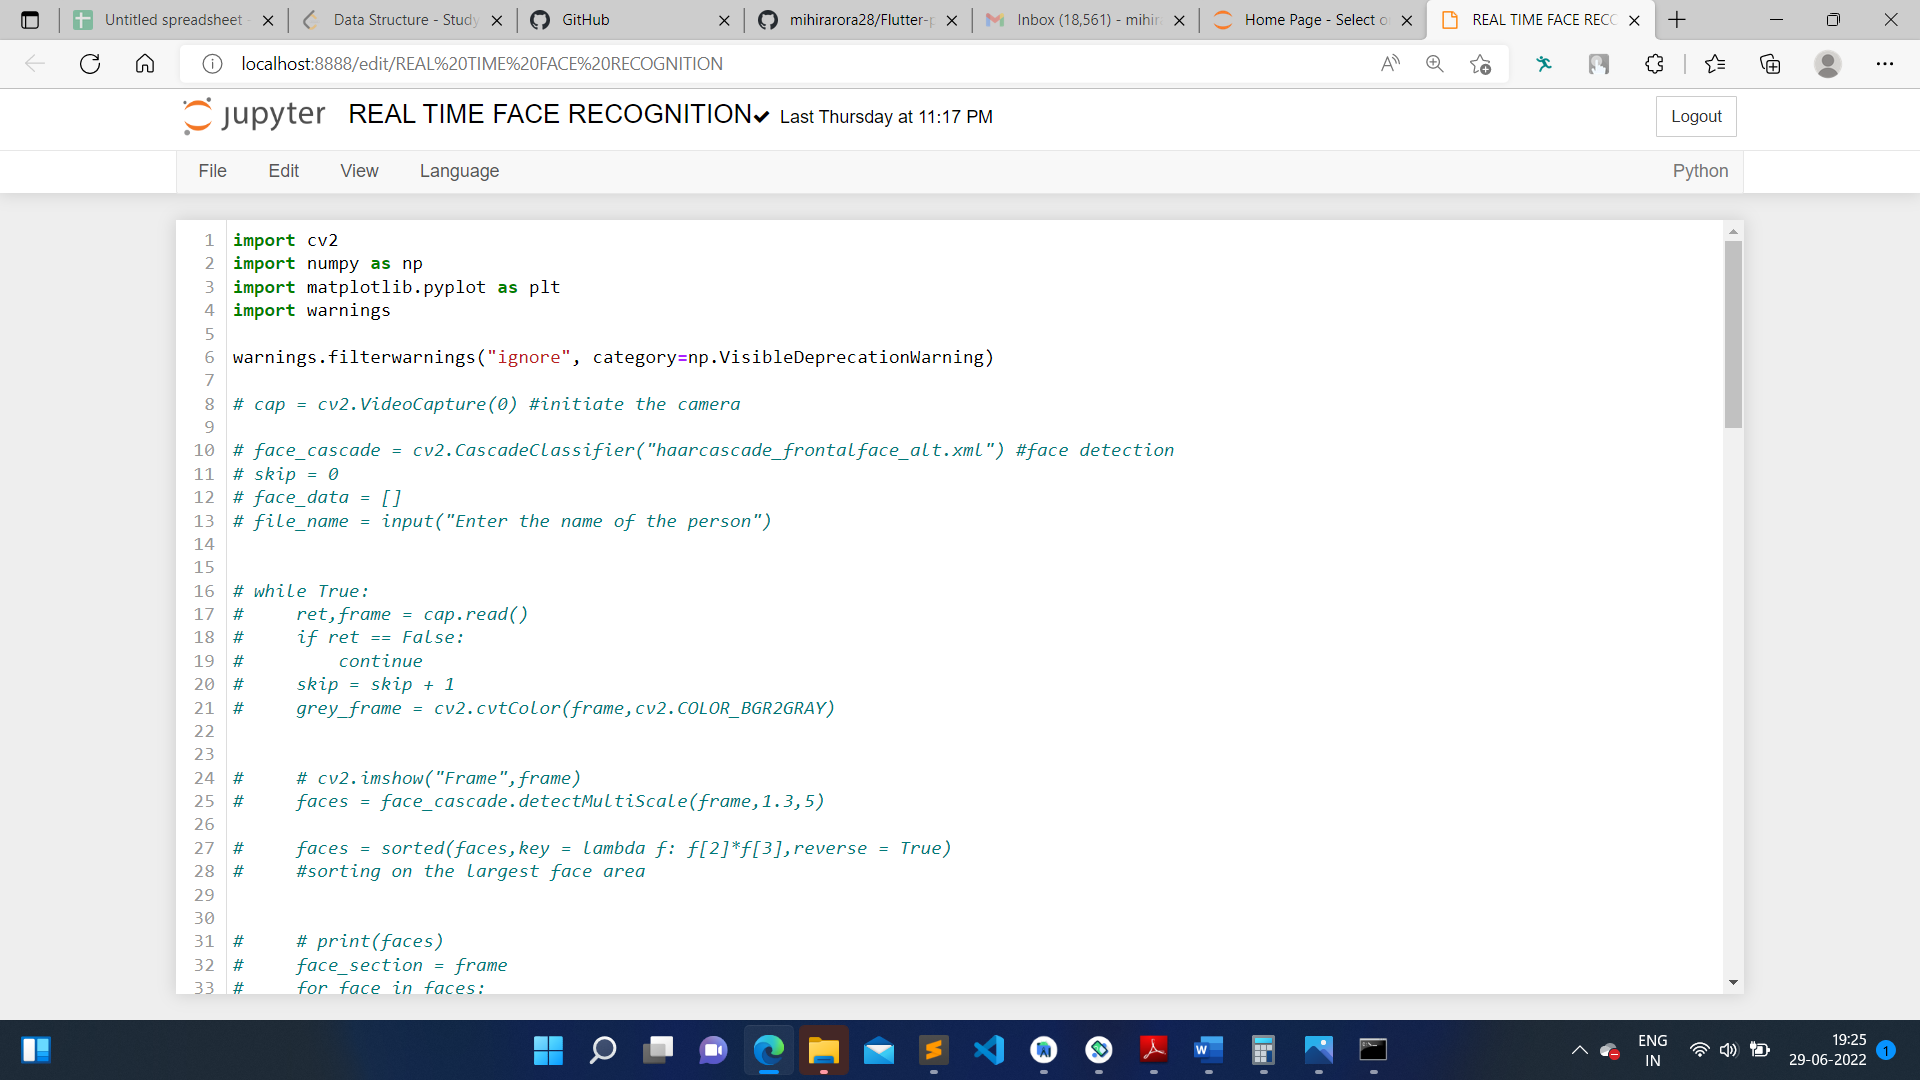 Untitled spreadsheet
Data Structure - Study
GitHub
mihirarora28/Flutter-p
Inbox (18,561) - mihir
Home Page - Select o
REAL TIME FACE RECO
localhost:8888/edit/REAL%20TIME%20FACE%20RECOGNITION
jupyter REAL TIME FACE RECOGNITION Last Thursday at 11:17 PM
Logout
File Edit View Language Python
1 import cv2
2 import numpy as np
3 import matplotlib.pyplot as plt
4 import warnings
5
6 warnings.filterwarnings("ignore", category=np.VisibleDeprecationWarning)
7
8 # cap = cv2.VideoCapture(0) #initiate the camera
9
10 # face_cascade = cv2.CascadeClassifier("haarcascade_frontalface_alt.xml") #face detection
11 # skip = 0
12 # face_data = []
13 # file_name = input("Enter the name of the person")
14
15
16 # while True:
17 #     ret,frame = cap.read()
18 #     if ret == False:
19 #         continue
20 #     skip = skip + 1
21 #     grey_frame = cv2.cvtColor(frame,cv2.COLOR_BGR2GRAY)
22
23
24 #     # cv2.imshow("Frame",frame)
25 #     faces = face_cascade.detectMultiScale(frame,1.3,5)
26
27 #     faces = sorted(faces,key = lambda f: f[2]*f[3],reverse = True)
28 #     #sorting on the largest face area
29
30
31 #     # print(faces)
32 #     face_section = frame
33 #     for face in faces:
ENG
IN
19:25
29-06-2022
1